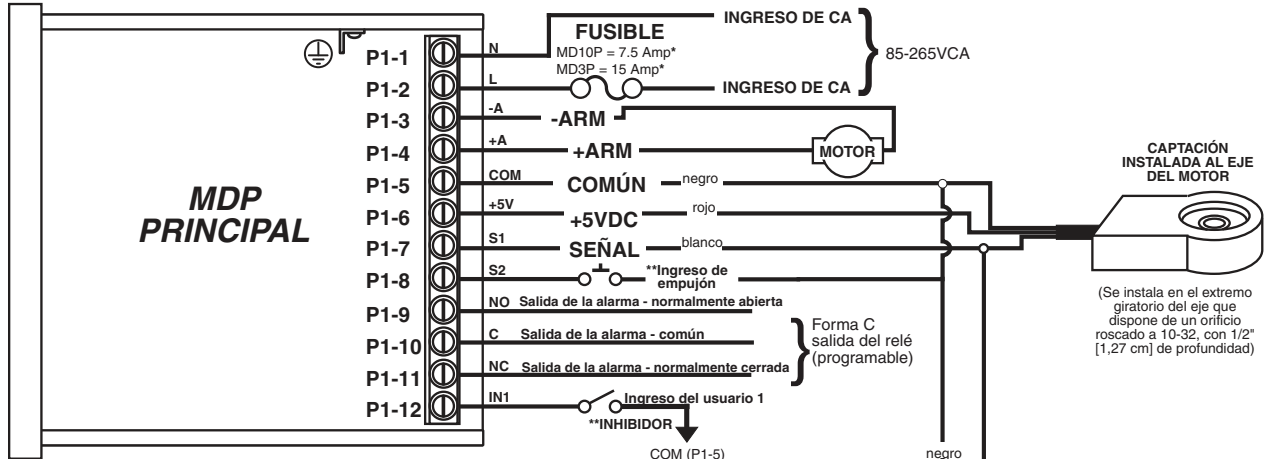 MDP
PRINCIPAL
P1-1
P1-2
P1-3
P1-4
P1-5
P1-6
P1-7
P1-8
P1-9
P1-10
P1-11
P1-12
N
INGRESO DE CA
FUSIBLE
MD10P = 7.5 Amp*
MD3P = 15 Amp*
85-265VCA
L
INGRESO DE CA
-A
-ARM
+A
+ARM
MOTOR
COM
COMÚN
negro
+5V
+5VDC
rojo
S1
SEÑAL
blanco
S2
**Ingreso de
empujón
NO
Salida de la alarma - normalmente abierta
C
Salida de la alarma - común
NC
Salida de la alarma - normalmente cerrada
Forma C
salida del relé
(programable)
IN1
Ingreso del usuario 1
**INHIBIDOR
COM (P1-5)
negro
CAPTACIÓN
INSTALADA AL EJE
DEL MOTOR
(Se instala en el extremo
giratorio del eje que
dispone de un orificio
roscado a 10-32, con 1/2"
[1,27 cm] de profundidad)